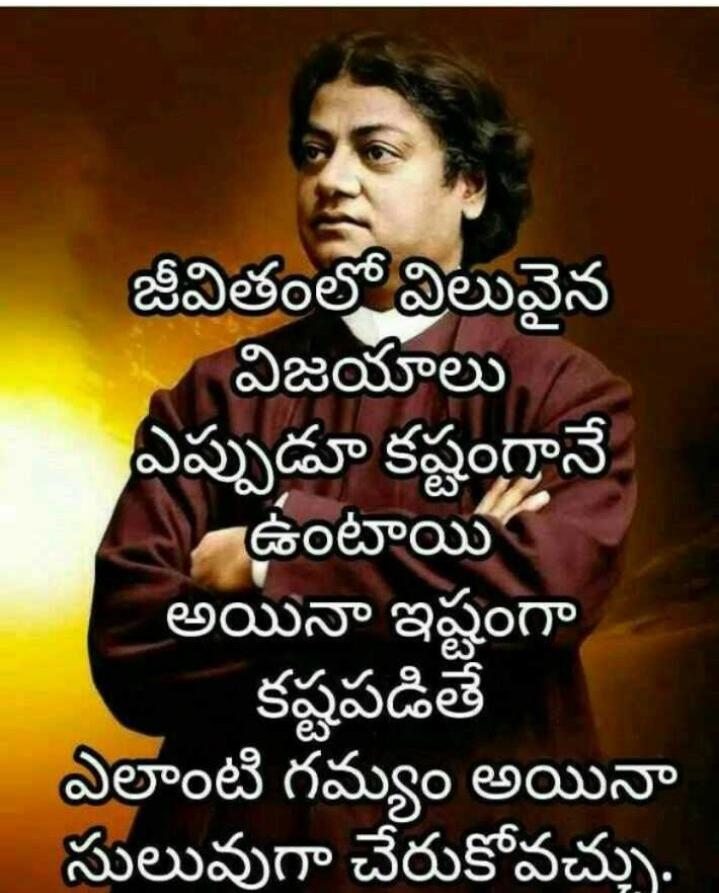 జీవితంలో విలువైన
విజయాలు
ఎప్పుడూ కష్టంగానే
ఉంటాయి
అయినా ఇష్టంగా
కష్టపడితే
ఎలాంటి గమ్యం అయినా
సులువుగా చేరుకోవచ్చు.